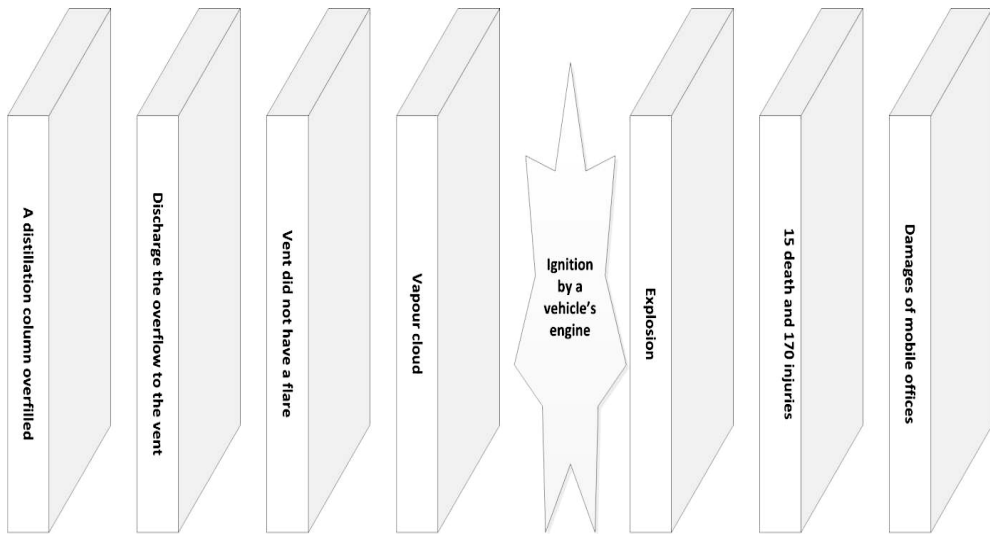 A distillation column overfilled
Discharge the overflow to the vent
Vent did not have a flare
Vapour cloud
Ignition
by a
vehicle's
engine
Explosion
15 death and 170 injuries
Damages of mobile offices